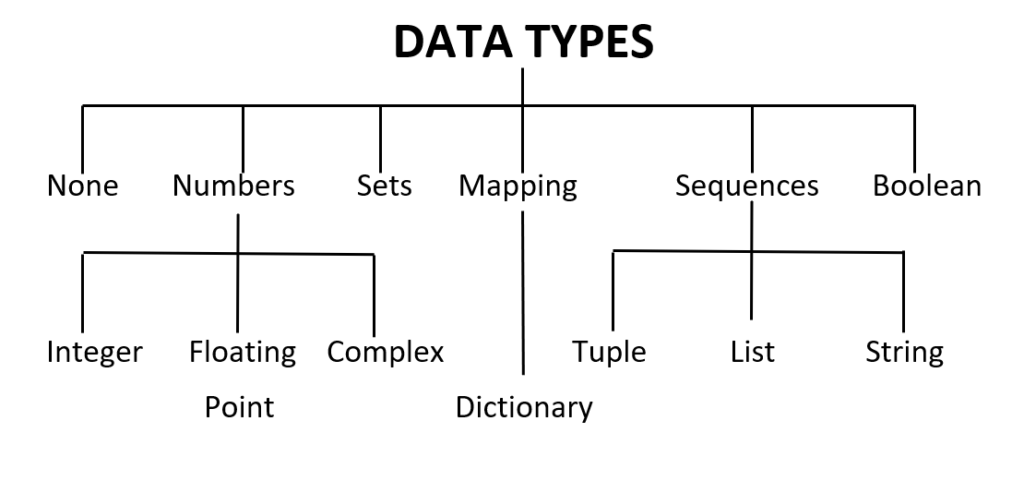 DATA TYPES
None Numbers Sets Mapping Sequences Boolean
Integer Floating Complex Tuple List String
Point Dictionary